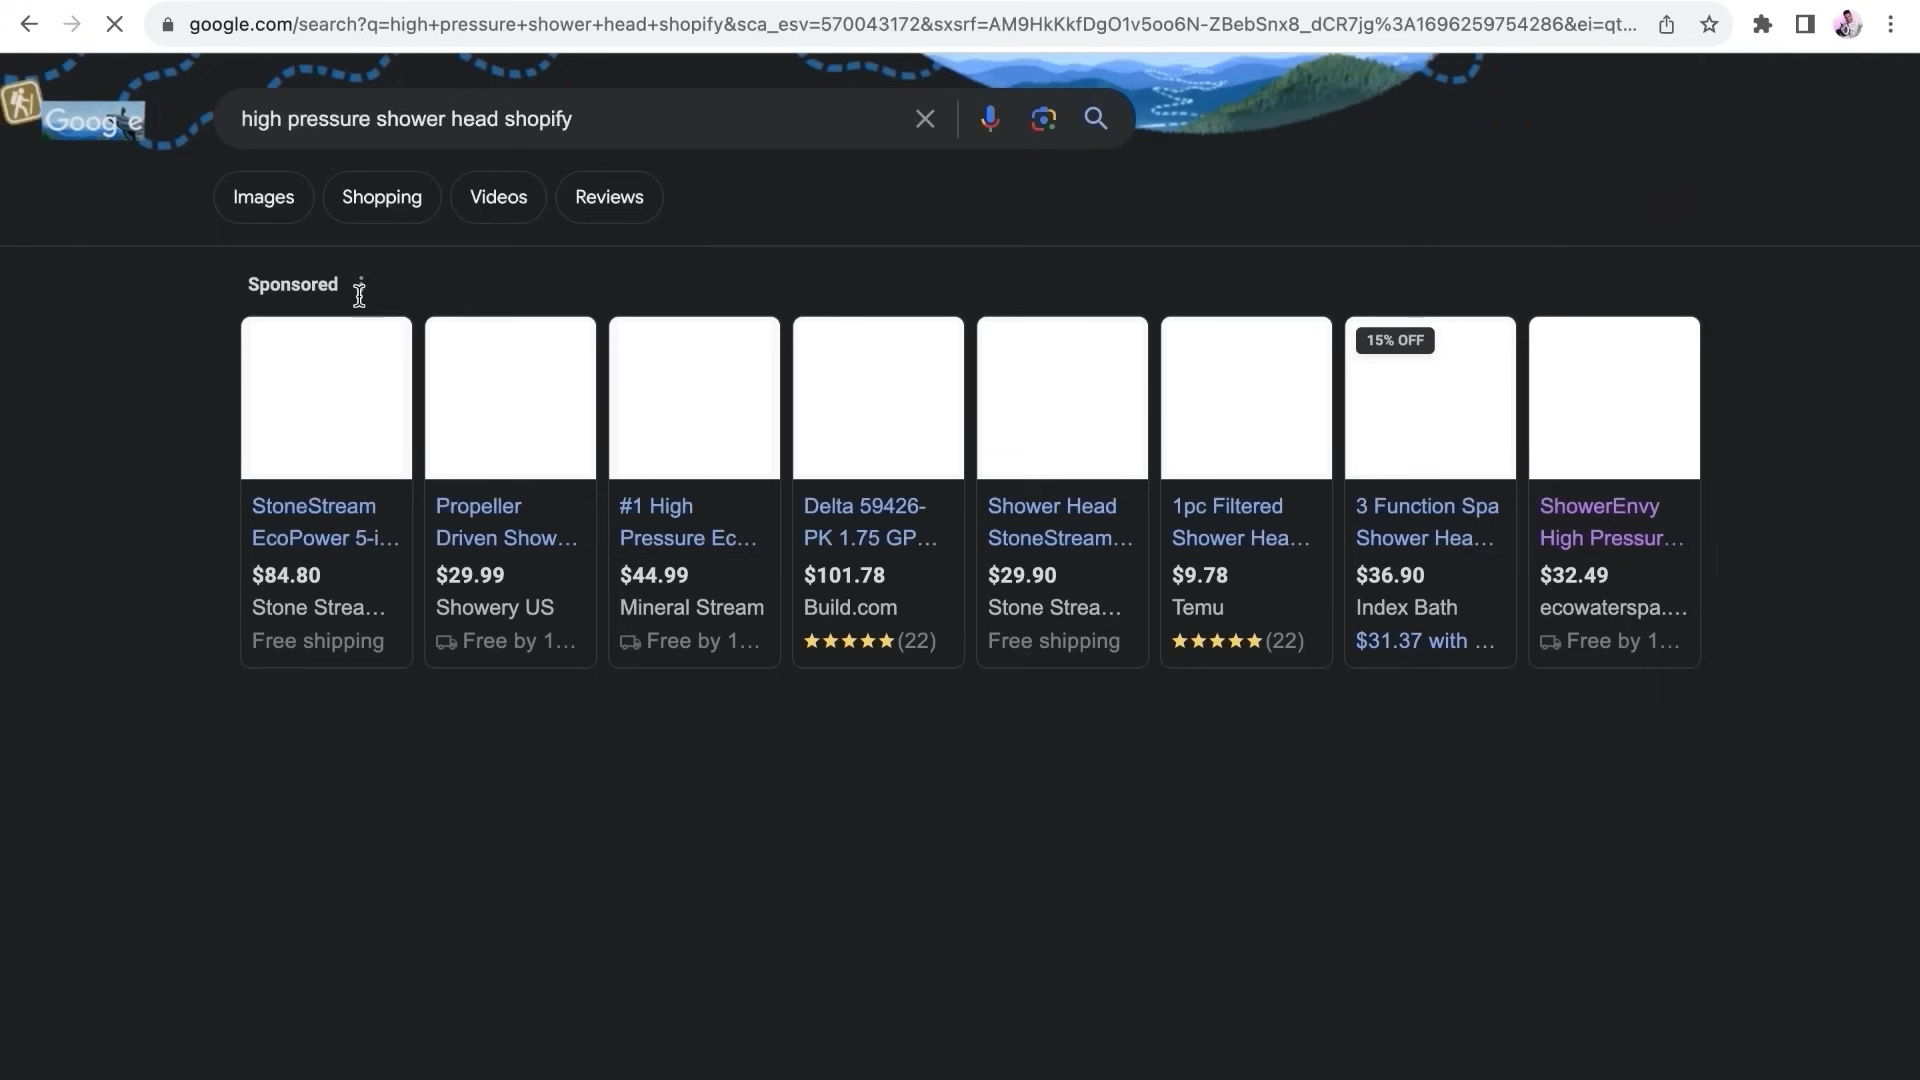 google.com/search?q=high+pressure+shower+head+shopify&sca_esv=570043172&sxsrf=AM9HkKkfDgO1v5oo6N-ZBebSnx8_dCR7jg%3A1696259754286&ei=qt...
Google
high pressure shower head shopify
Images
Shopping
Videos
Reviews
Sponsored
15% OFF
StoneStream
EcoPower 5-i...
$84.80
Stone Strea...
Free shipping
Propeller
Driven Show...
$29.99
Showery US
Free by 1...
#1 High
Pressure Ec...
$44.99
Mineral Stream
Free by 1...
Delta 59426-
PK 1.75 GP...
$101.78
Build.com
(22)
Shower Head
StoneStream...
$29.90
Stone Strea...
Free shipping
1pc Filtered
Shower Hea...
$9.78
Temu
(22)
3 Function Spa
Shower Hea...
$36.90
Index Bath
$31.37 with ...
ShowerEnvy
High Pressur...
$32.49
ecowaterspa....
Free by 1...